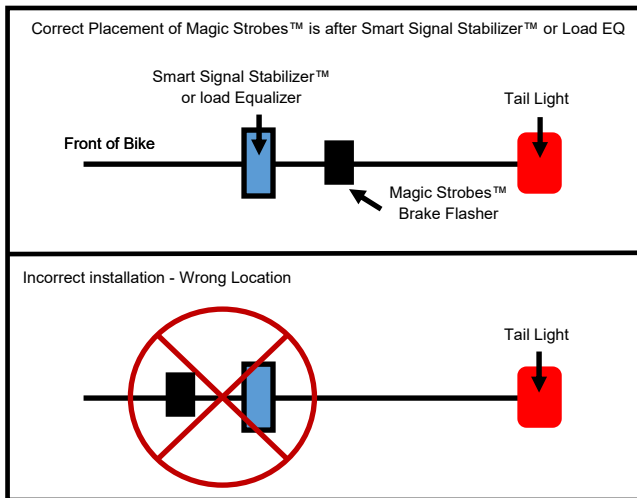 Correct Placement of Magic Strobes™ is after Smart Signal Stabilizer™ or Load EQ
Smart Signal Stabilizer™
or load Equalizer
Tail Light
Front of Bike
Magic Strobes™
Brake Flasher
Incorrect installation - Wrong Location
Tail Light